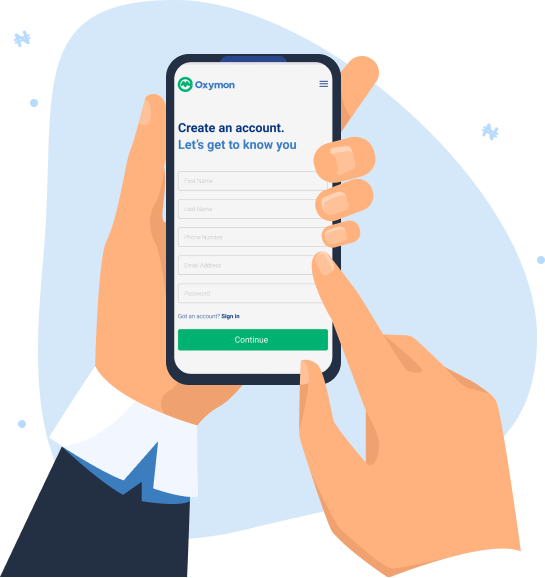 Oxymon
Create an account.
Let's get to know you
First Name
Last Name
Phone Number
Email Address
Password
Got an account? Sign in
Continue